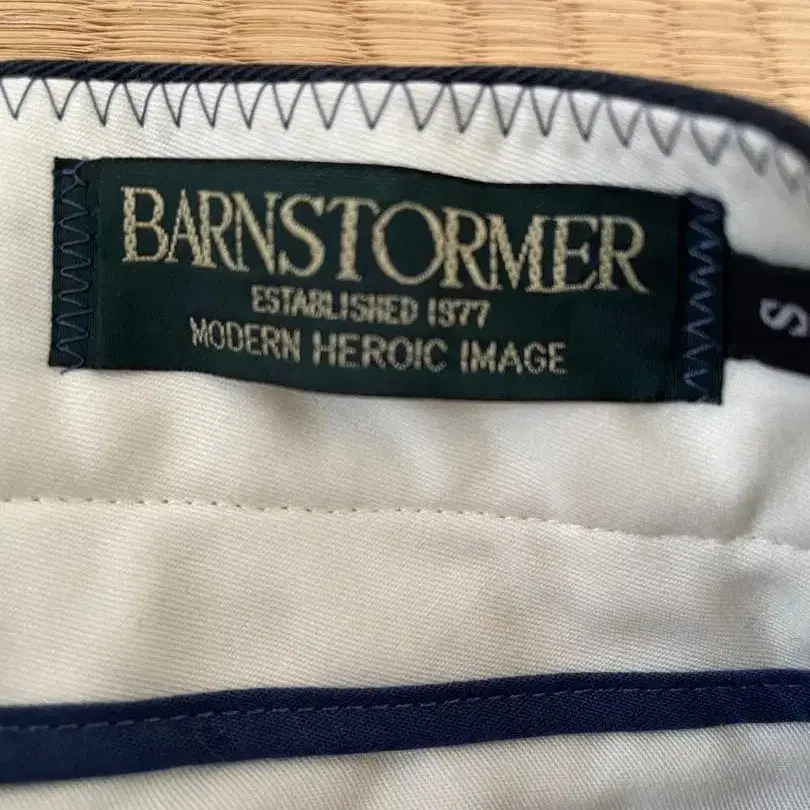 BARNSTORMER
ESTABLISHED 1977
MODERN HEROIC IMAGE
S